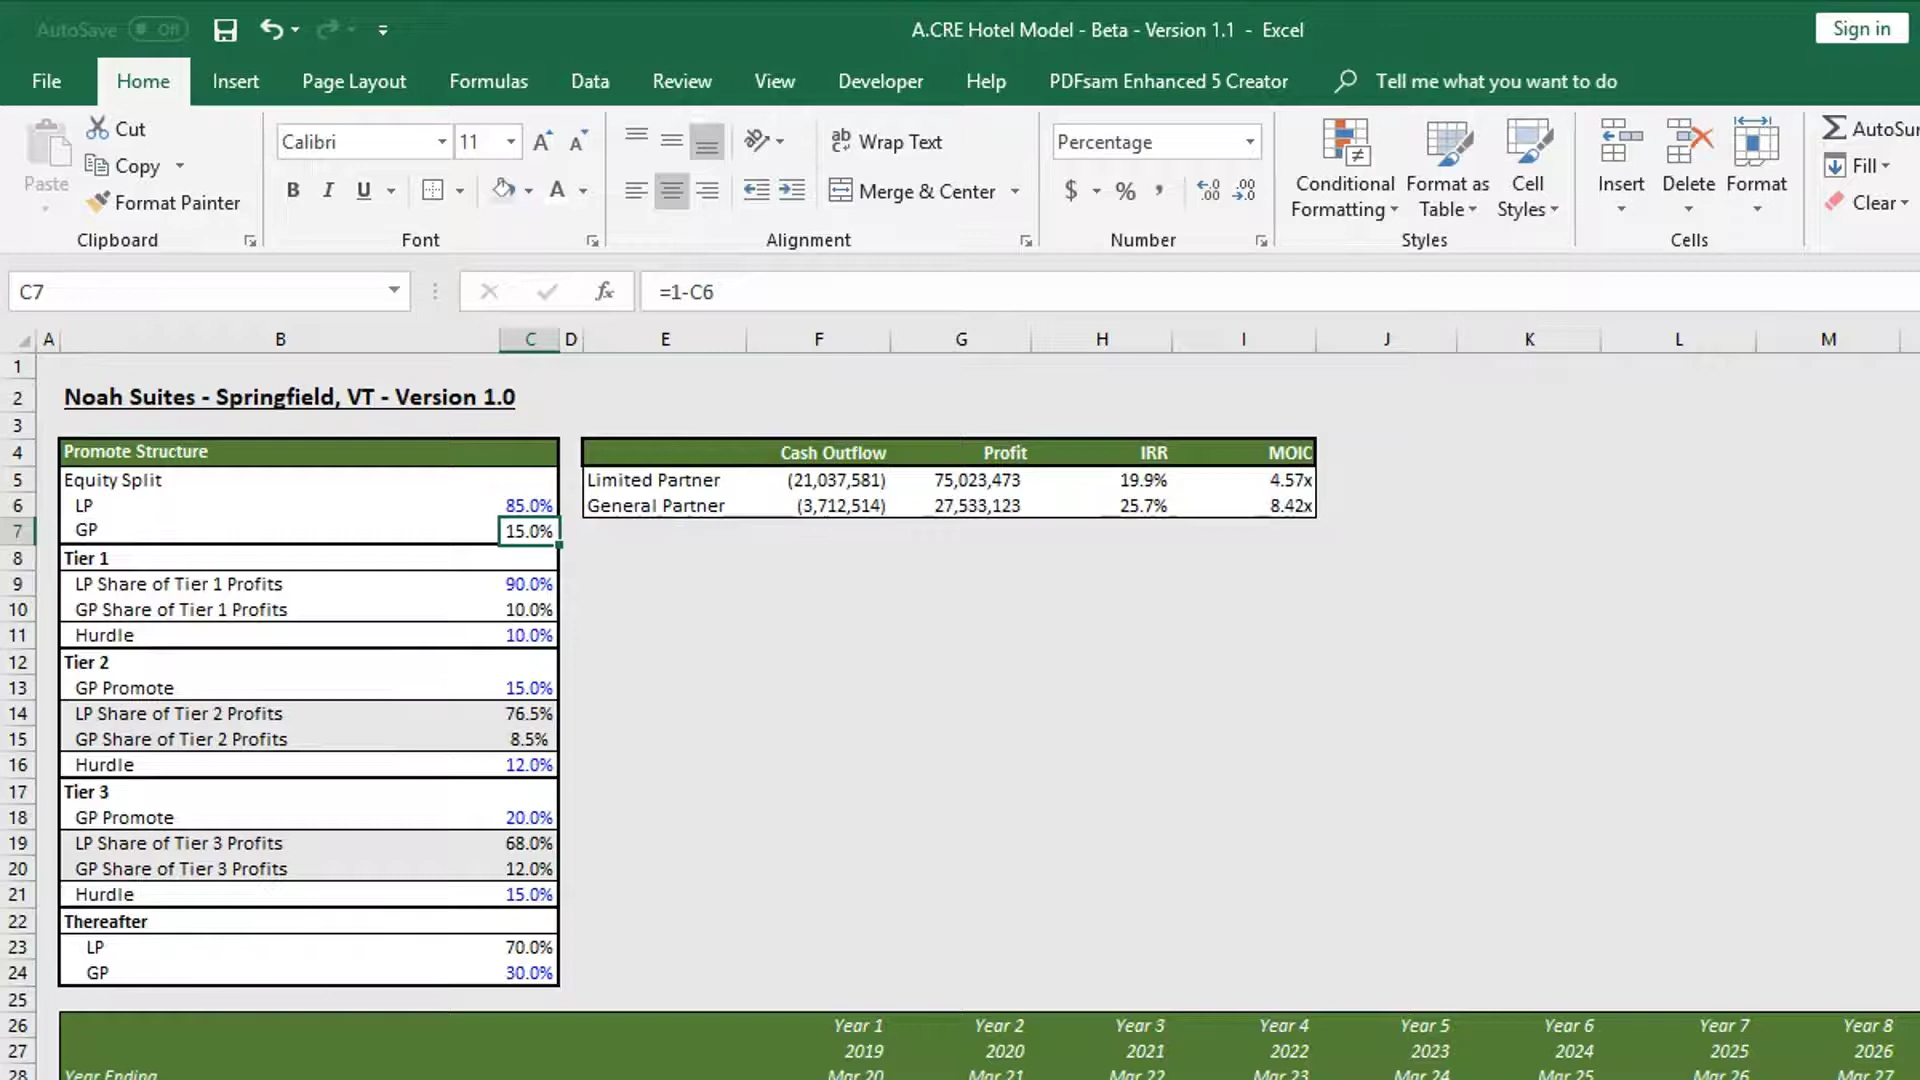 AutoSave Off
A.CRE Hotel Model - Beta - Version 1.1 - Excel
Sign in
File Home Insert Page Layout Formulas Data Review View Developer Help PDFsam Enhanced 5 Creator Tell me what you want to do
Paste
Cut
Copy
Format Painter
Clipboard
Calibri 11
B I U
Font
Wrap Text
Merge & Center
Alignment
Percentage
$ % ,
Number
Conditional Formatting
Format as Table
Cell Styles
Styles
Insert Delete Format
Cells
Fill
Clear
C7 fx =1-C6
A B C D E F G H I J K L M
1
2 Noah Suites - Springfield, VT - Version 1.0
3
4 Promote Structure Cash Outflow Profit IRR MOIC
5 Equity Split Limited Partner (21,037,581) 75,023,473 19.9% 4.57x
6 LP 85.0% General Partner (3,712,514) 27,533,123 25.7% 8.42x
7 GP 15.0%
8 Tier 1
9 LP Share of Tier 1 Profits 90.0%
10 GP Share of Tier 1 Profits 10.0%
11 Hurdle 10.0%
12 Tier 2
13 GP Promote 15.0%
14 LP Share of Tier 2 Profits 76.5%
15 GP Share of Tier 2 Profits 8.5%
16 Hurdle 12.0%
17 Tier 3
18 GP Promote 20.0%
19 LP Share of Tier 3 Profits 68.0%
20 GP Share of Tier 3 Profits 12.0%
21 Hurdle 15.0%
22 Thereafter
23 LP 70.0%
24 GP 30.0%
25
26 Year 1 Year 2 Year 3 Year 4 Year 5 Year 6 Year 7 Year 8
27 2019 2020 2021 2022 2023 2024 2025 2026
28 Year Ending Mar 20 Mar 21 Mar 22 Mar 23 Mar 24 Mar 25 Mar 26 Mar 27